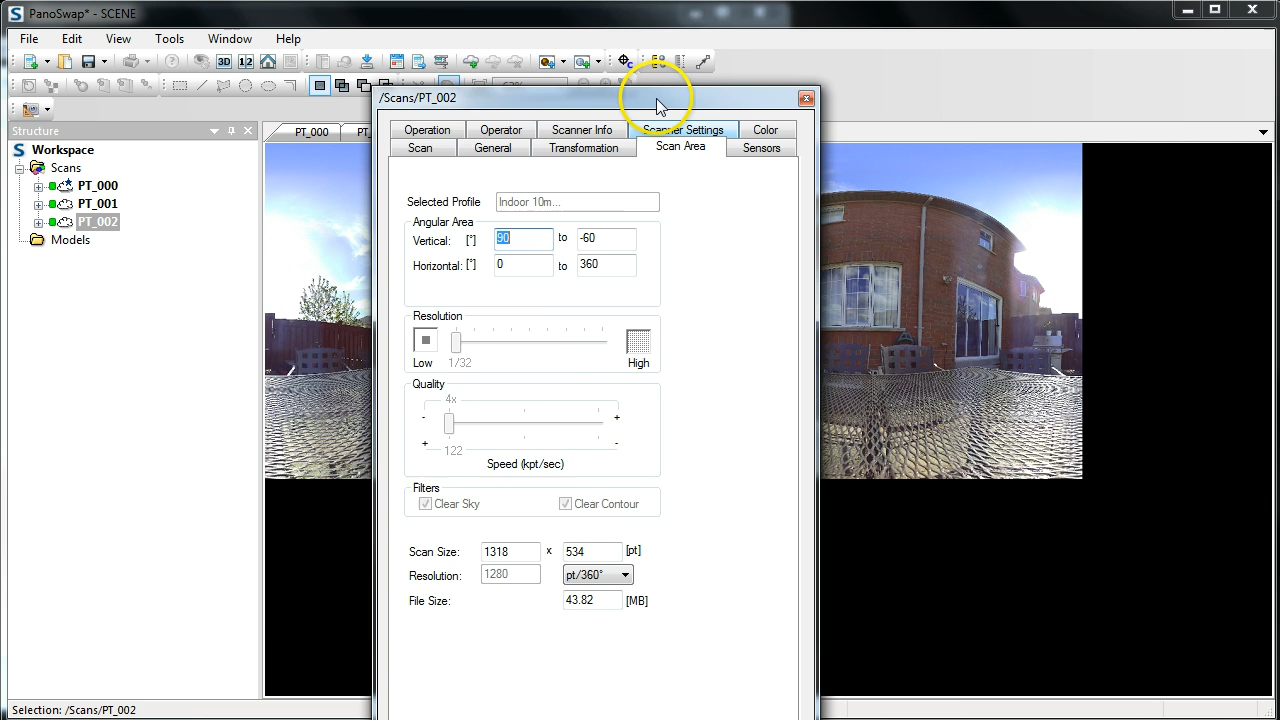 PanoSwap* - SCENE
File Edit View Tools Window Help
3D 1,2
/Scans/PT_002
Structure
PT_000 PT_
Operation Operator Scanner Info Scanner Settings Color
Scan General Transformation Scan Area Sensors
Workspace
Scans
PT_000
PT_001
PT_002
Models
Selected Profile Indoor 10m...
Angular Area
Vertical: [°] 90 to -60
Horizontal: [°] 0 to 360
Resolution
Low 1/32 High
Quality
4x
- +
+ -
122
Speed (kpt/sec)
Filters
Clear Sky Clear Contour
Scan Size: 1318 x 534 [pt]
Resolution: 1280 pt/360°
File Size: 43.82 [MB]
Selection: /Scans/PT_002